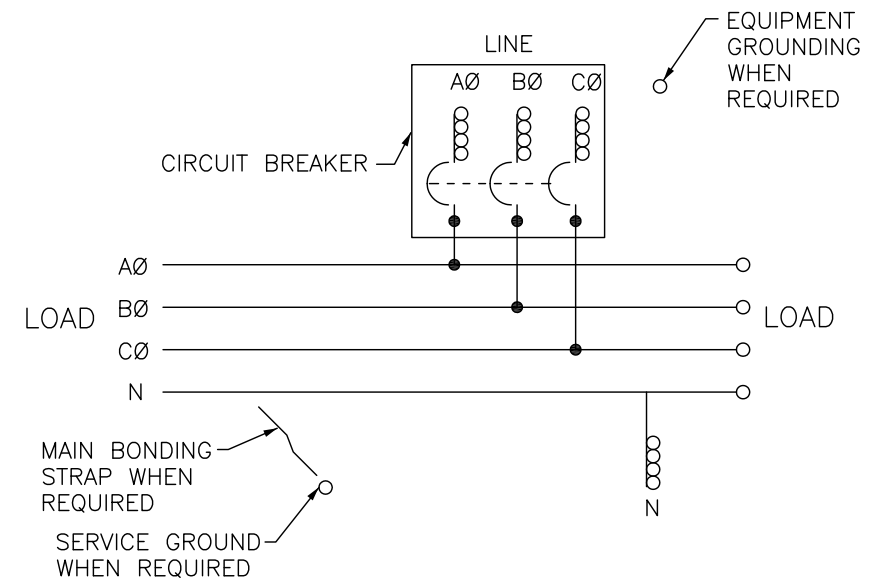 EQUIPMENT
GROUNDING
WHEN
REQUIRED
LINE
AØ BØ CØ
CIRCUIT BREAKER
AØ
LOAD
BØ
LOAD
CØ
N
MAIN BONDING
STRAP WHEN
REQUIRED
N
SERVICE GROUND
WHEN REQUIRED